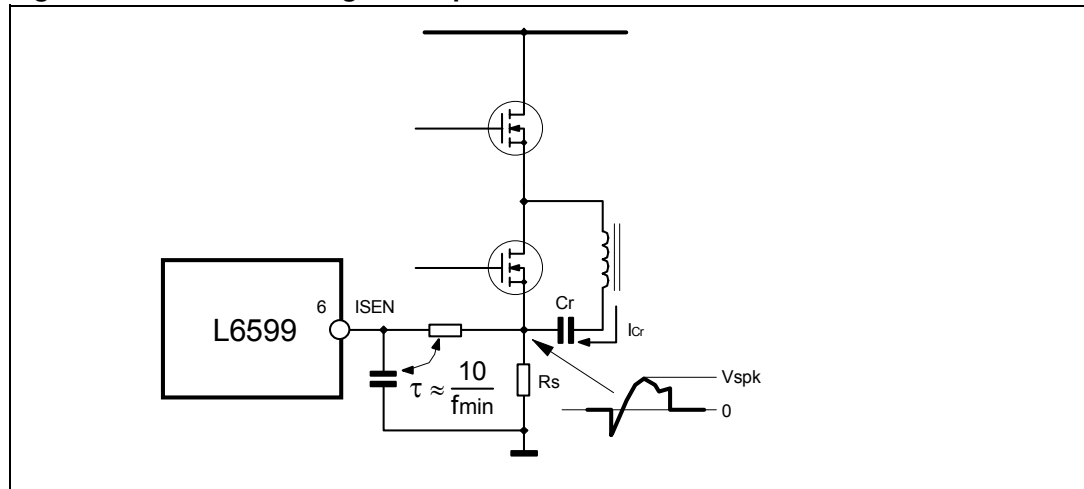 6 ISEN
L6599
Cr
ICr
τ ≈ 10
fmin
Rs
Vspk
0